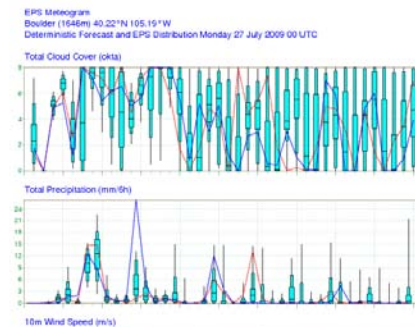 EPS Meteogram
Boulder (1646m) 40.22°N 105.19°W
Deterministic Forecast and EPS Distribution Monday 27 July 2009 00 UTC
Total Cloud Cover (okta)
8
6
4
2
0
Total Precipitation (mm/6h)
24
21
18
15
12
9
6
3
0
10m Wind Speed (m/s)